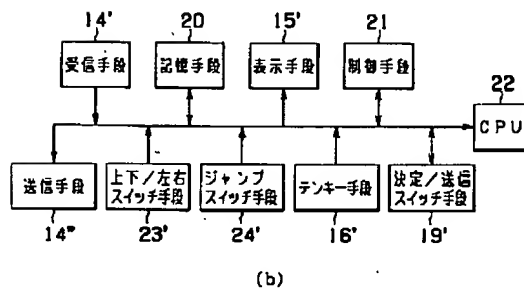 14' 20 15' 21
受信手段 記憶手段 表示手段 制御手段
22
CPU
送信手段 上下/左右 ジャンプ テンキー手段 決定/送信
スイッチ手段 スイッチ手段 スイッチ手段
14" 23' 24' 16' 19'
(b)